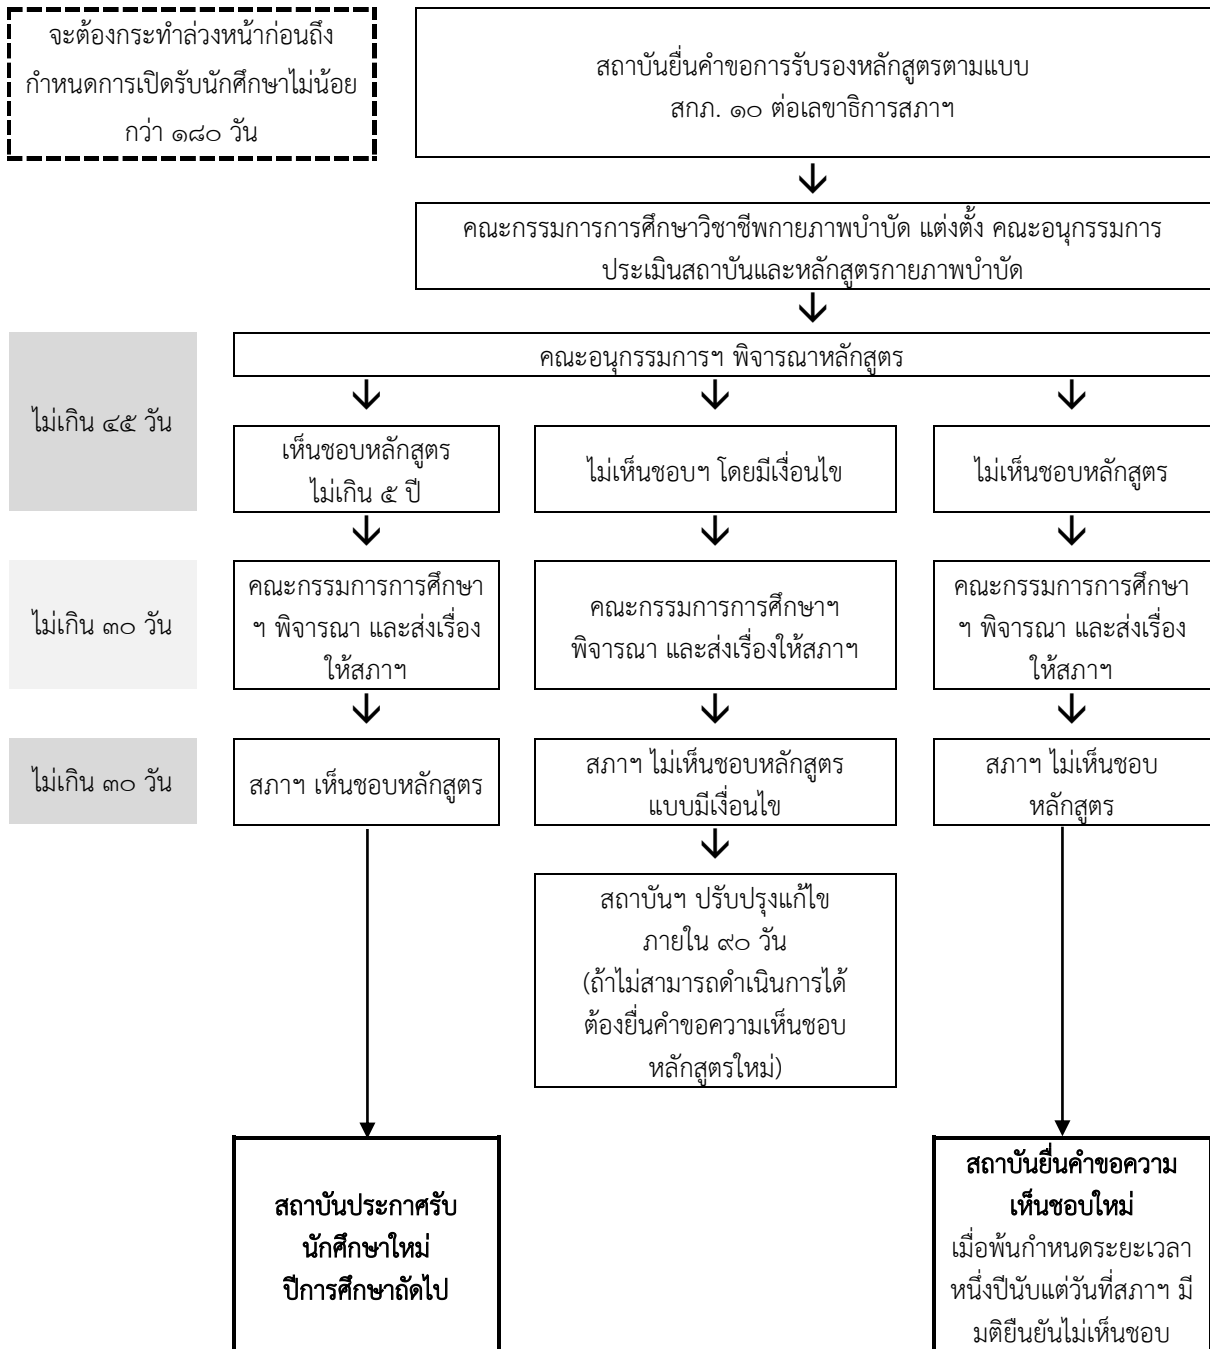 จะต้องกระทำล่วงหน้าก่อนถึง
กำหนดการเปิดรับนักศึกษาไม่น้อย
กว่า ๑๘๐ วัน
สถาบันยื่นคำขอการรับรองหลักสูตรตามแบบ
สกภ. ๑๐ ต่อเลขาธิการสภาฯ
คณะกรรมการการศึกษาวิชาชีพกายภาพบำบัด แต่งตั้ง คณะอนุกรรมการ
ประเมินสถาบันและหลักสูตรกายภาพบำบัด
คณะอนุกรรมการฯ พิจารณาหลักสูตร
ไม่เกิน ๔๕ วัน
เห็นชอบหลักสูตร
ไม่เกิน ๕ ปี
ไม่เห็นชอบฯ โดยมีเงื่อนไข
ไม่เห็นชอบหลักสูตร
ไม่เกิน ๓๐ วัน
คณะกรรมการการศึกษา
ฯ พิจารณา และส่งเรื่อง
ให้สภาฯ
คณะกรรมการการศึกษาฯ
พิจารณา และส่งเรื่องให้สภาฯ
คณะกรรมการการศึกษา
ฯ พิจารณา และส่งเรื่อง
ให้สภาฯ
ไม่เกิน ๓๐ วัน
สภาฯ เห็นชอบหลักสูตร
สภาฯ ไม่เห็นชอบหลักสูตร
แบบมีเงื่อนไข
สภาฯ ไม่เห็นชอบ
หลักสูตร
สถาบันฯ ปรับปรุงแก้ไข
ภายใน ๙๐ วัน
(ถ้าไม่สามารถดำเนินการได้
ต้องยื่นคำขอความเห็นชอบ
หลักสูตรใหม่)
สถาบันประกาศรับ
นักศึกษาใหม่
ปีการศึกษาถัดไป
สถาบันยื่นคำขอความ
เห็นชอบใหม่
เมื่อพ้นกำหนดระยะเวลา
หนึ่งปีนับแต่วันที่สภาฯ มี
มติยืนยันไม่เห็นชอบ